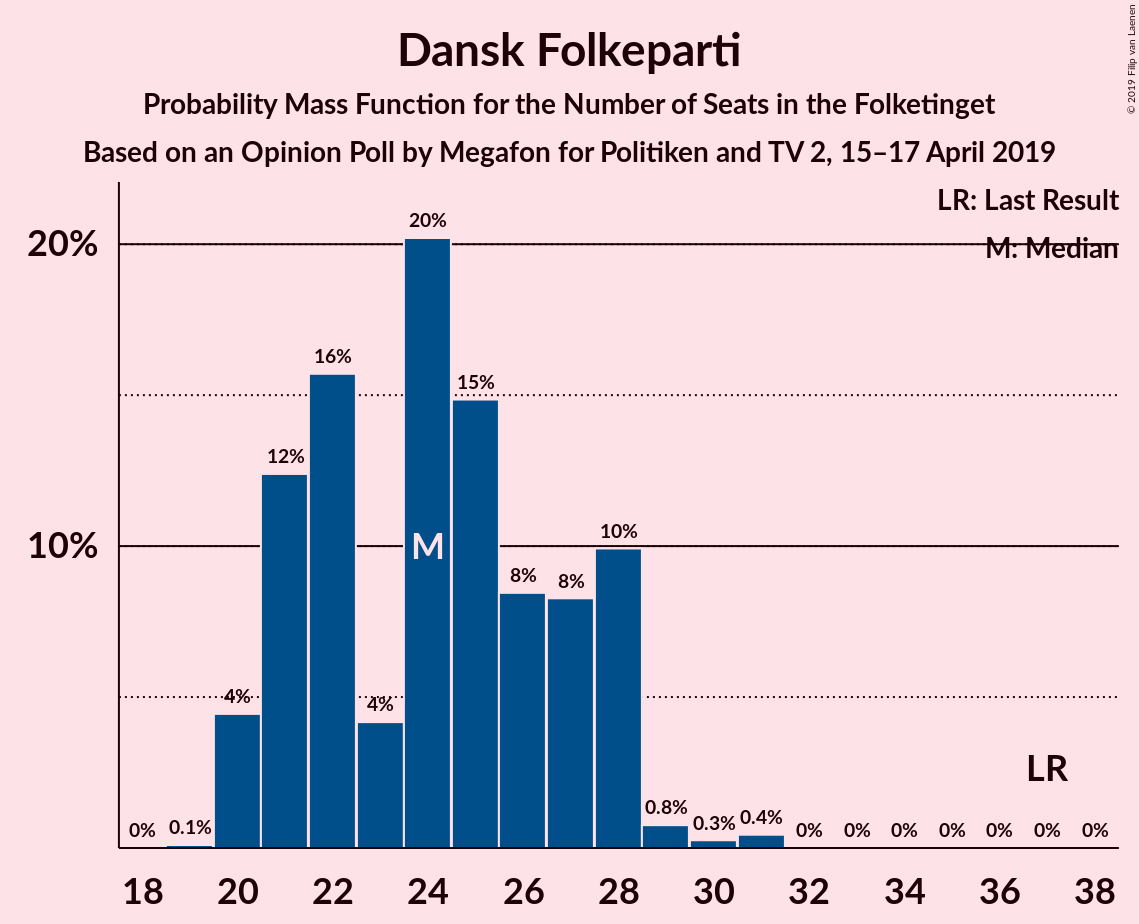 Dansk Folkeparti
Probability Mass Function for the Number of Seats in the Folketinget
Based on an Opinion Poll by Megafon for Politiken and TV 2, 15–17 April 2019
© 2019 Filip van Laenen
LR: Last Result
M: Median
20%
10%
0%
0.1%
4%
12%
16%
4%
20%
15%
8%
8%
10%
0.8%
0.3%
0.4%
0%
0%
0%
0%
0%
0%
0%
M
LR
18 20 22 24 26 28 30 32 34 36 38